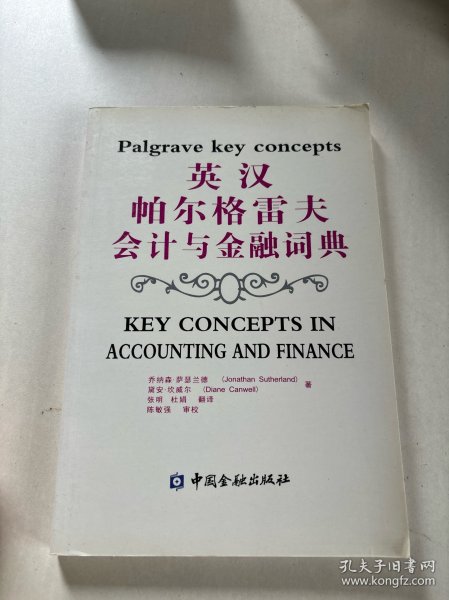 Palgrave key concepts
英汉
帕尔格雷夫
会计与金融词典
KEY CONCEPTS IN
ACCOUNTING AND FINANCE
乔纳森·萨瑟兰德 (Jonathan Sutherland)
黛安·坎威尔 (Diane Canwell) 著
张明 杜娟 翻译
陈敏强 审校
中国金融出版社
孔夫子旧书网
www.kongfz.com